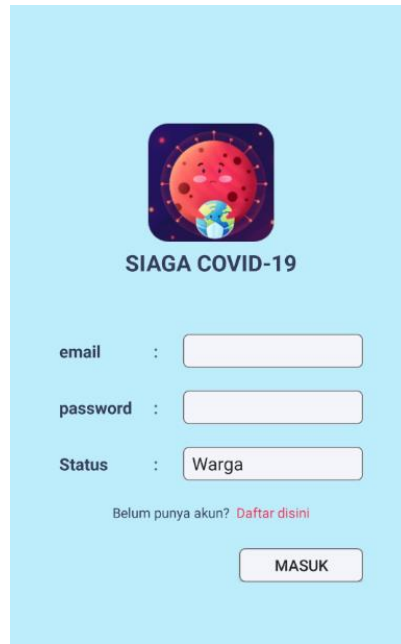 SIAGA COVID-19
email :
password :
Status : Warga
Belum punya akun? Daftar disini
MASUK